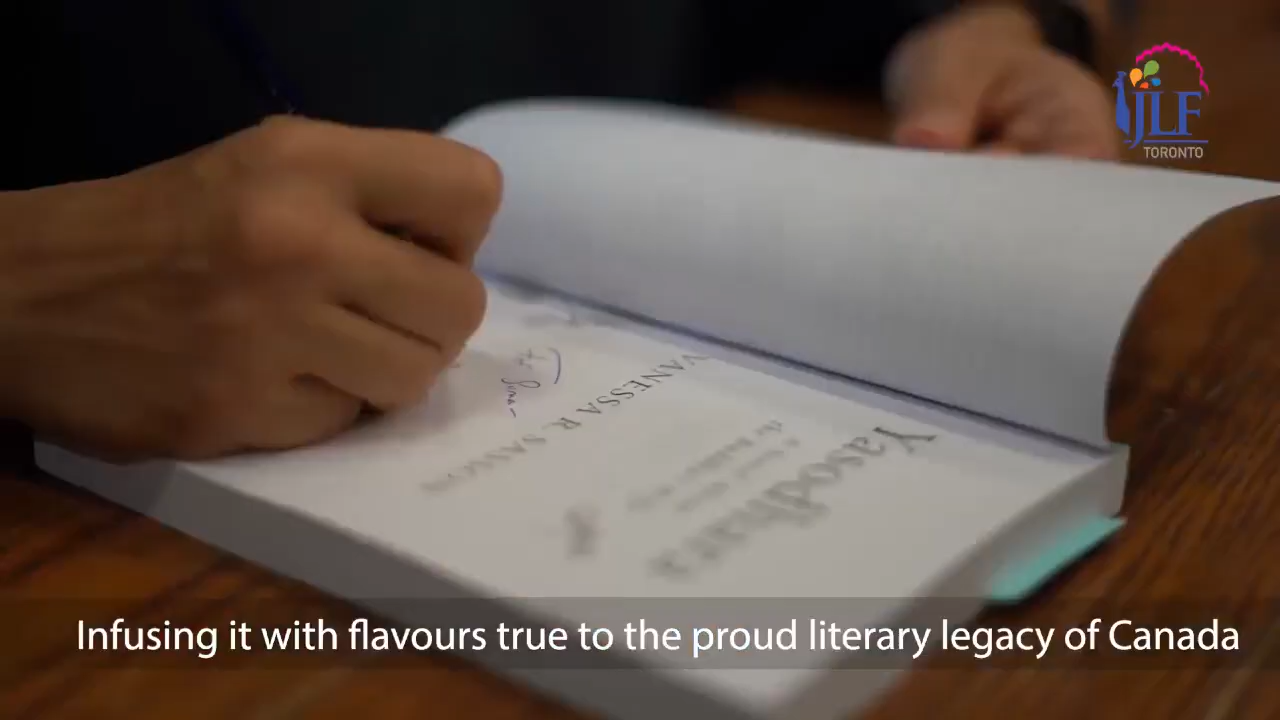 JLF
TORONTO
VANESSA R. SASSON
Yasodhara
Infusing it with flavours true to the proud literary legacy of Canada